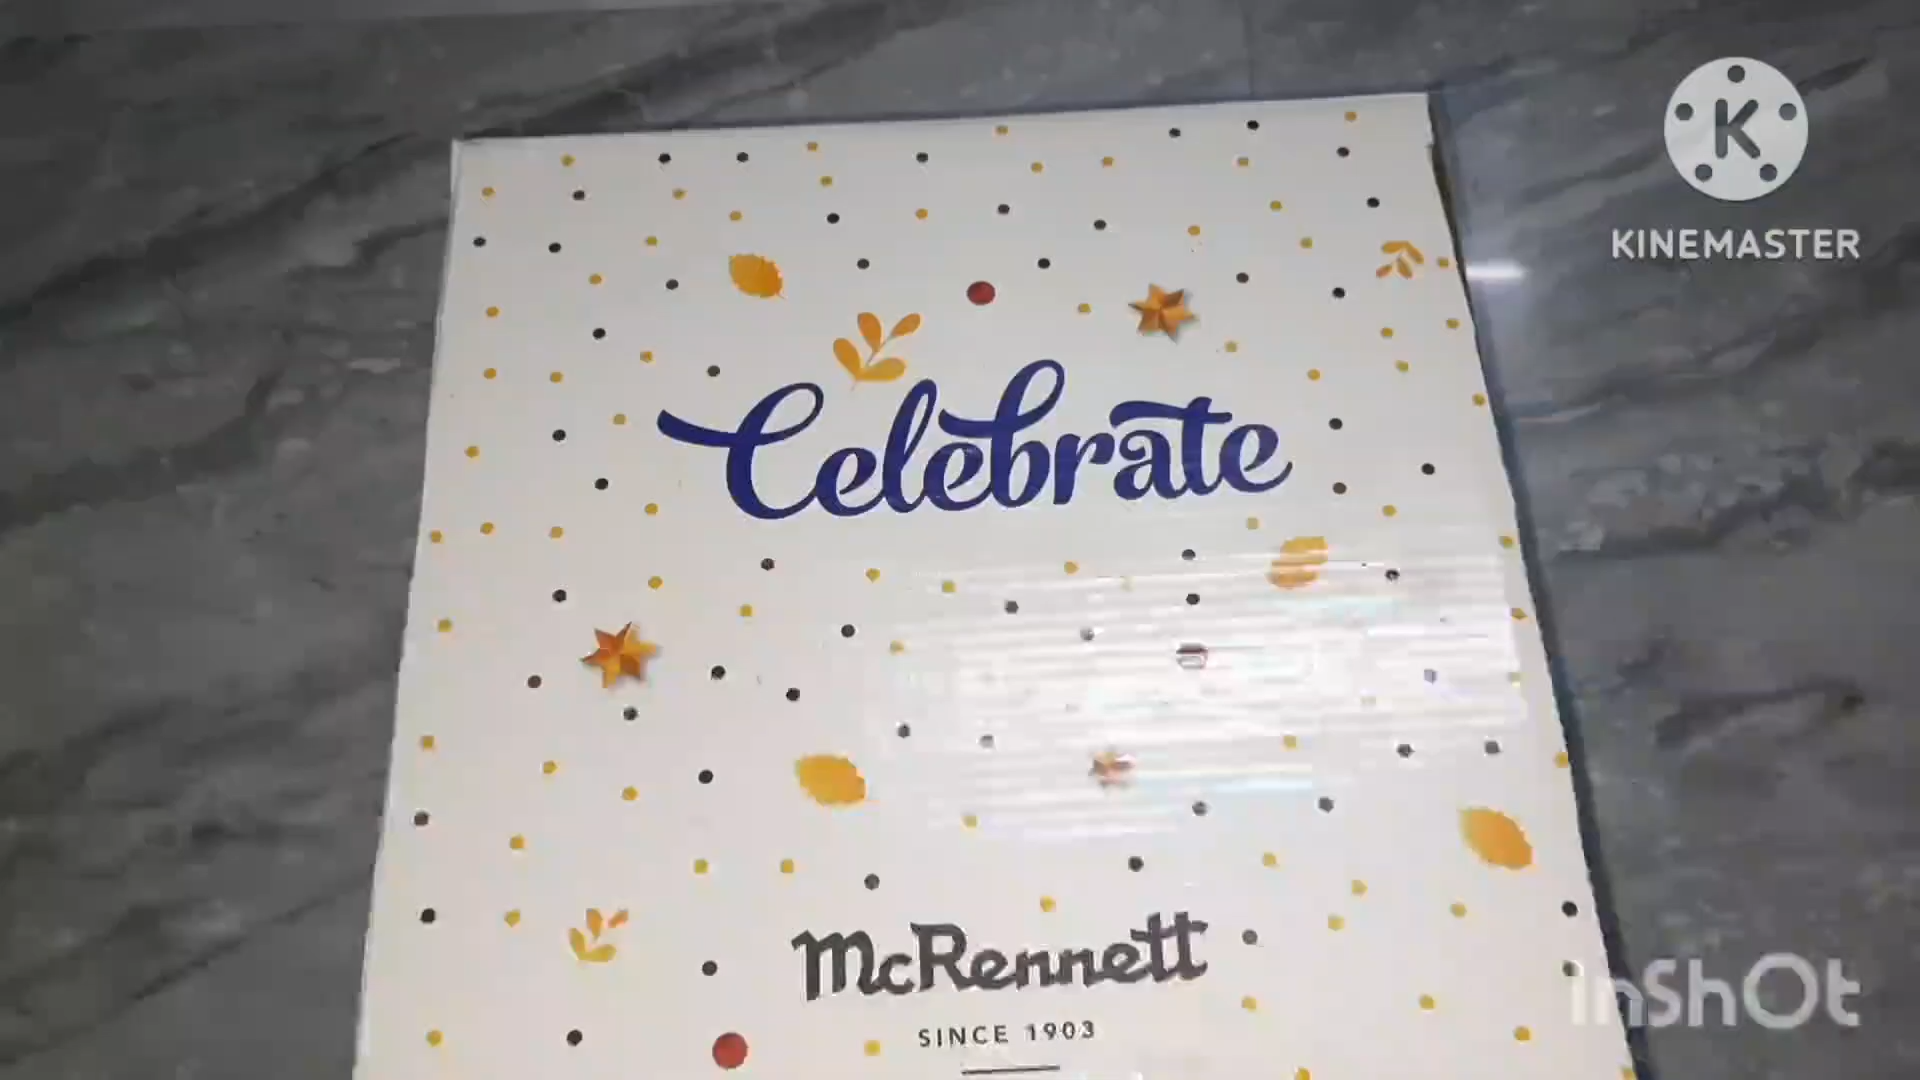 K
KINEMASTER
Celebrate
McRennett
SINCE 1903
InShOt